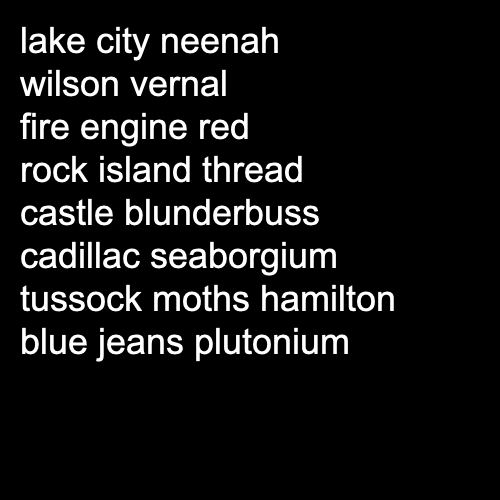 lake city neenah
wilson vernal
fire engine red
rock island thread
castle blunderbuss
cadillac seaborgium
tussock moths hamilton
blue jeans plutonium